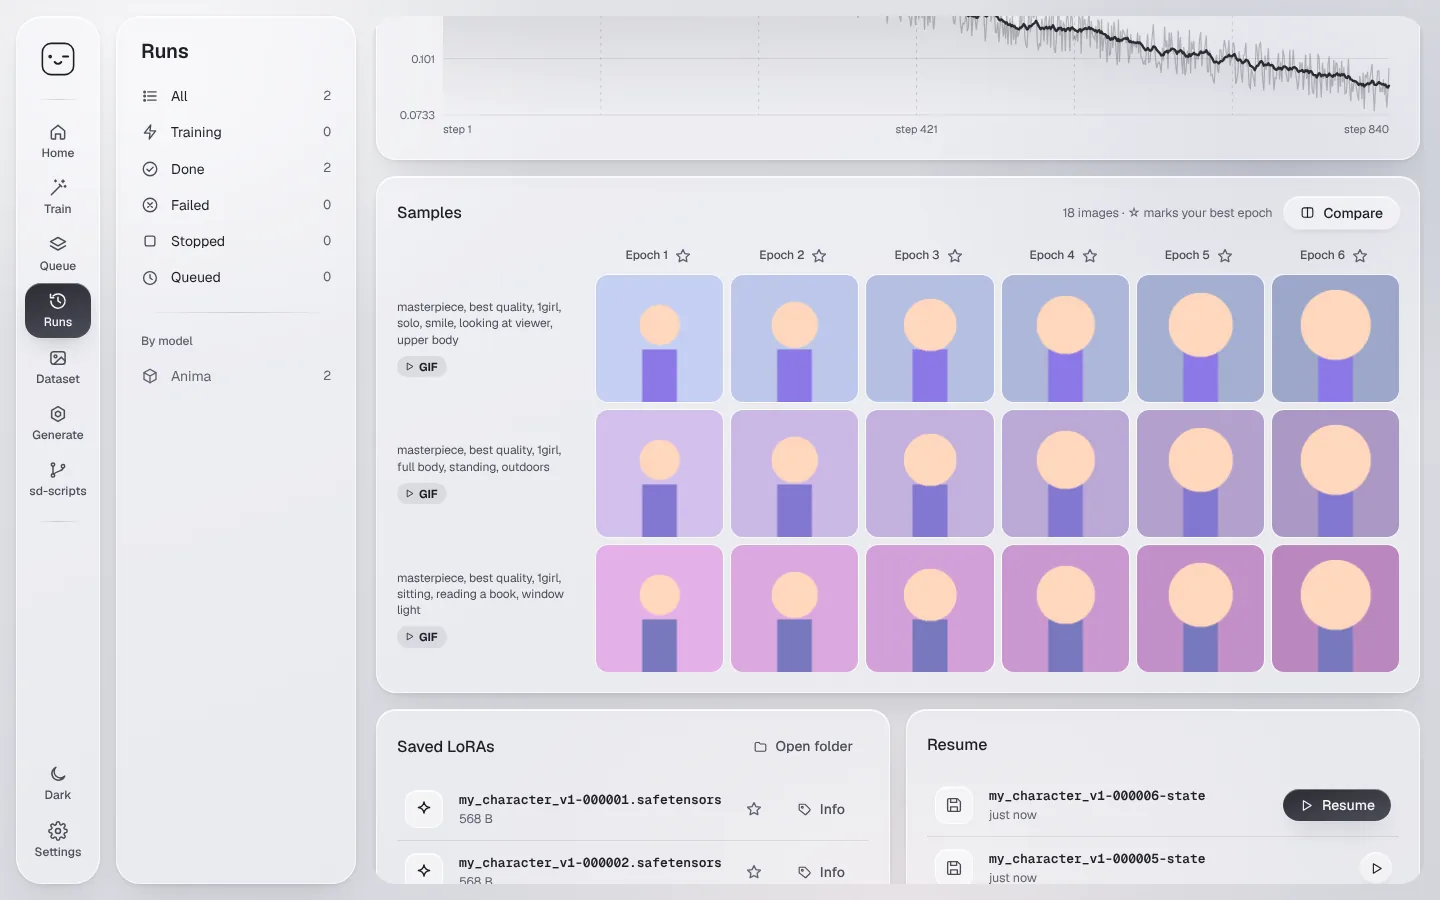 Home
Train
Queue
Runs
Dataset
Generate
sd-scripts
Dark
Settings
Runs
All 2
Training 0
Done 2
Failed 0
Stopped 0
Queued 0
By model
Anima 2
0.101
0.0733
step 1 step 421 step 840
Samples
18 images · ☆ marks your best epoch
Compare
Epoch 1 Epoch 2 Epoch 3 Epoch 4 Epoch 5 Epoch 6
masterpiece, best quality, 1girl,
solo, smile, looking at viewer,
upper body
GIF
masterpiece, best quality, 1girl,
full body, standing, outdoors
GIF
masterpiece, best quality, 1girl,
sitting, reading a book, window
light
GIF
Saved LoRAs
Open folder
my_character_v1-000001.safetensors
568 B
Info
my_character_v1-000002.safetensors
568 B
Info
Resume
my_character_v1-000006-state
just now
Resume
my_character_v1-000005-state
just now